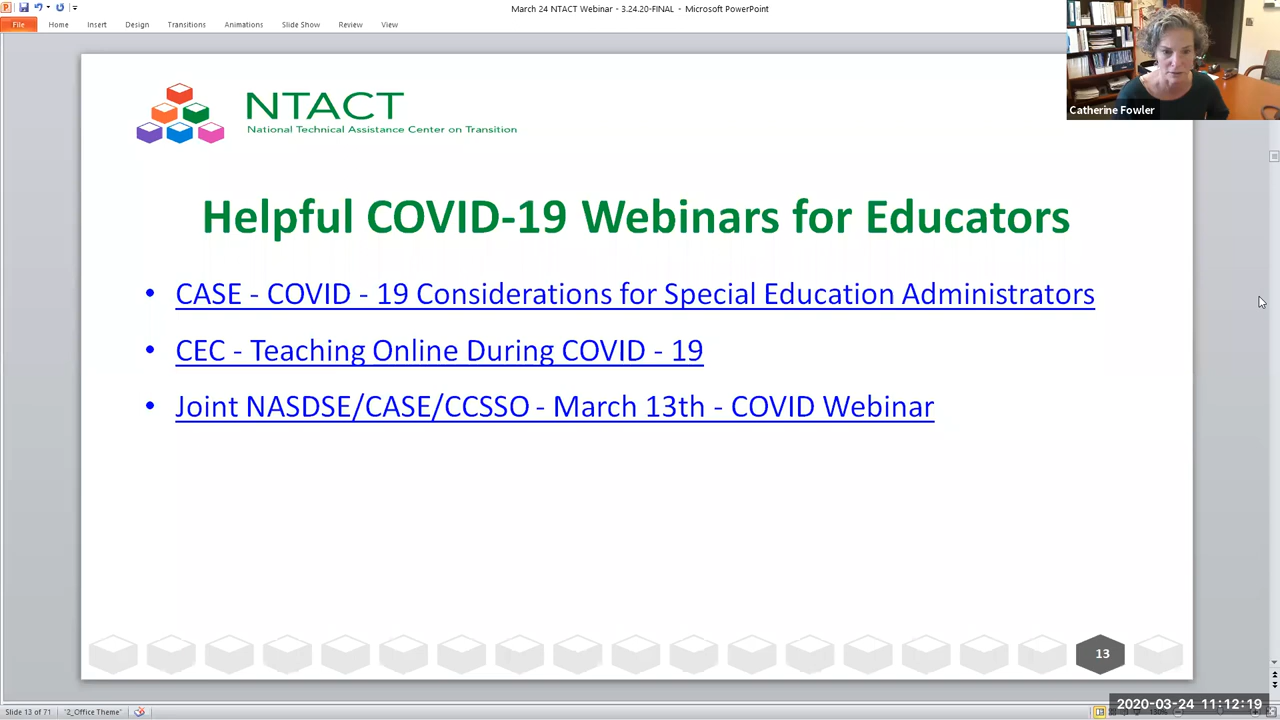 March 24 NTACT Webinar - 3.24.20-FINAL - Microsoft PowerPoint
File Home Insert Design Transitions Animations Slide Show Review View
Catherine Fowler
NTACT
National Technical Assistance Center on Transition
Helpful COVID-19 Webinars for Educators
• CASE - COVID - 19 Considerations for Special Education Administrators
• CEC - Teaching Online During COVID - 19
• Joint NASDSE/CASE/CCSSO - March 13th - COVID Webinar
13
2020-03-24 11:12:19
Slide 13 of 71 "2_Office Theme"